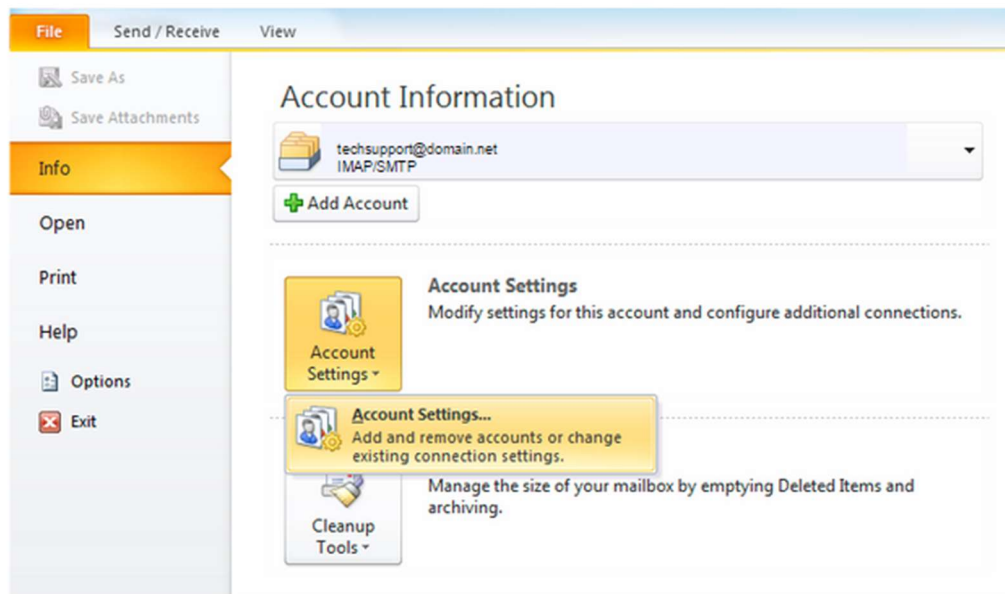 File Send / Receive View
Save As
Save Attachments
Info
Open
Print
Help
Options
Exit
Account Information
techsupport@domain.net
IMAP/SMTP
Add Account
Account
Settings
Account Settings
Modify settings for this account and configure additional connections.
Account Settings...
Add and remove accounts or change
existing connection settings.
Cleanup
Tools
Manage the size of your mailbox by emptying Deleted Items and
archiving.